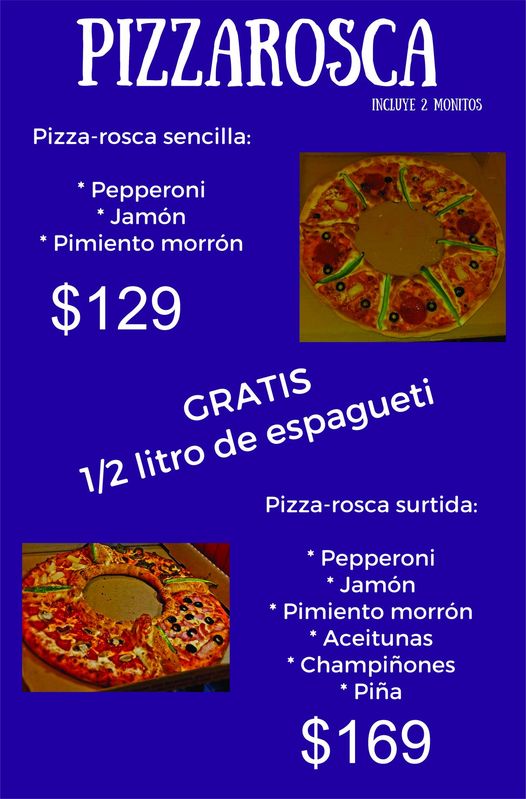 PIZZAROSCA
INCLUYE 2 MONITOS
Pizza-rosca sencilla:
* Pepperoni
* Jamón
* Pimiento morrón
$129
GRATIS
1/2 litro de espagueti
Pizza-rosca surtida:
* Pepperoni
* Jamón
* Pimiento morrón
* Aceitunas
* Champiñones
* Piña
$169